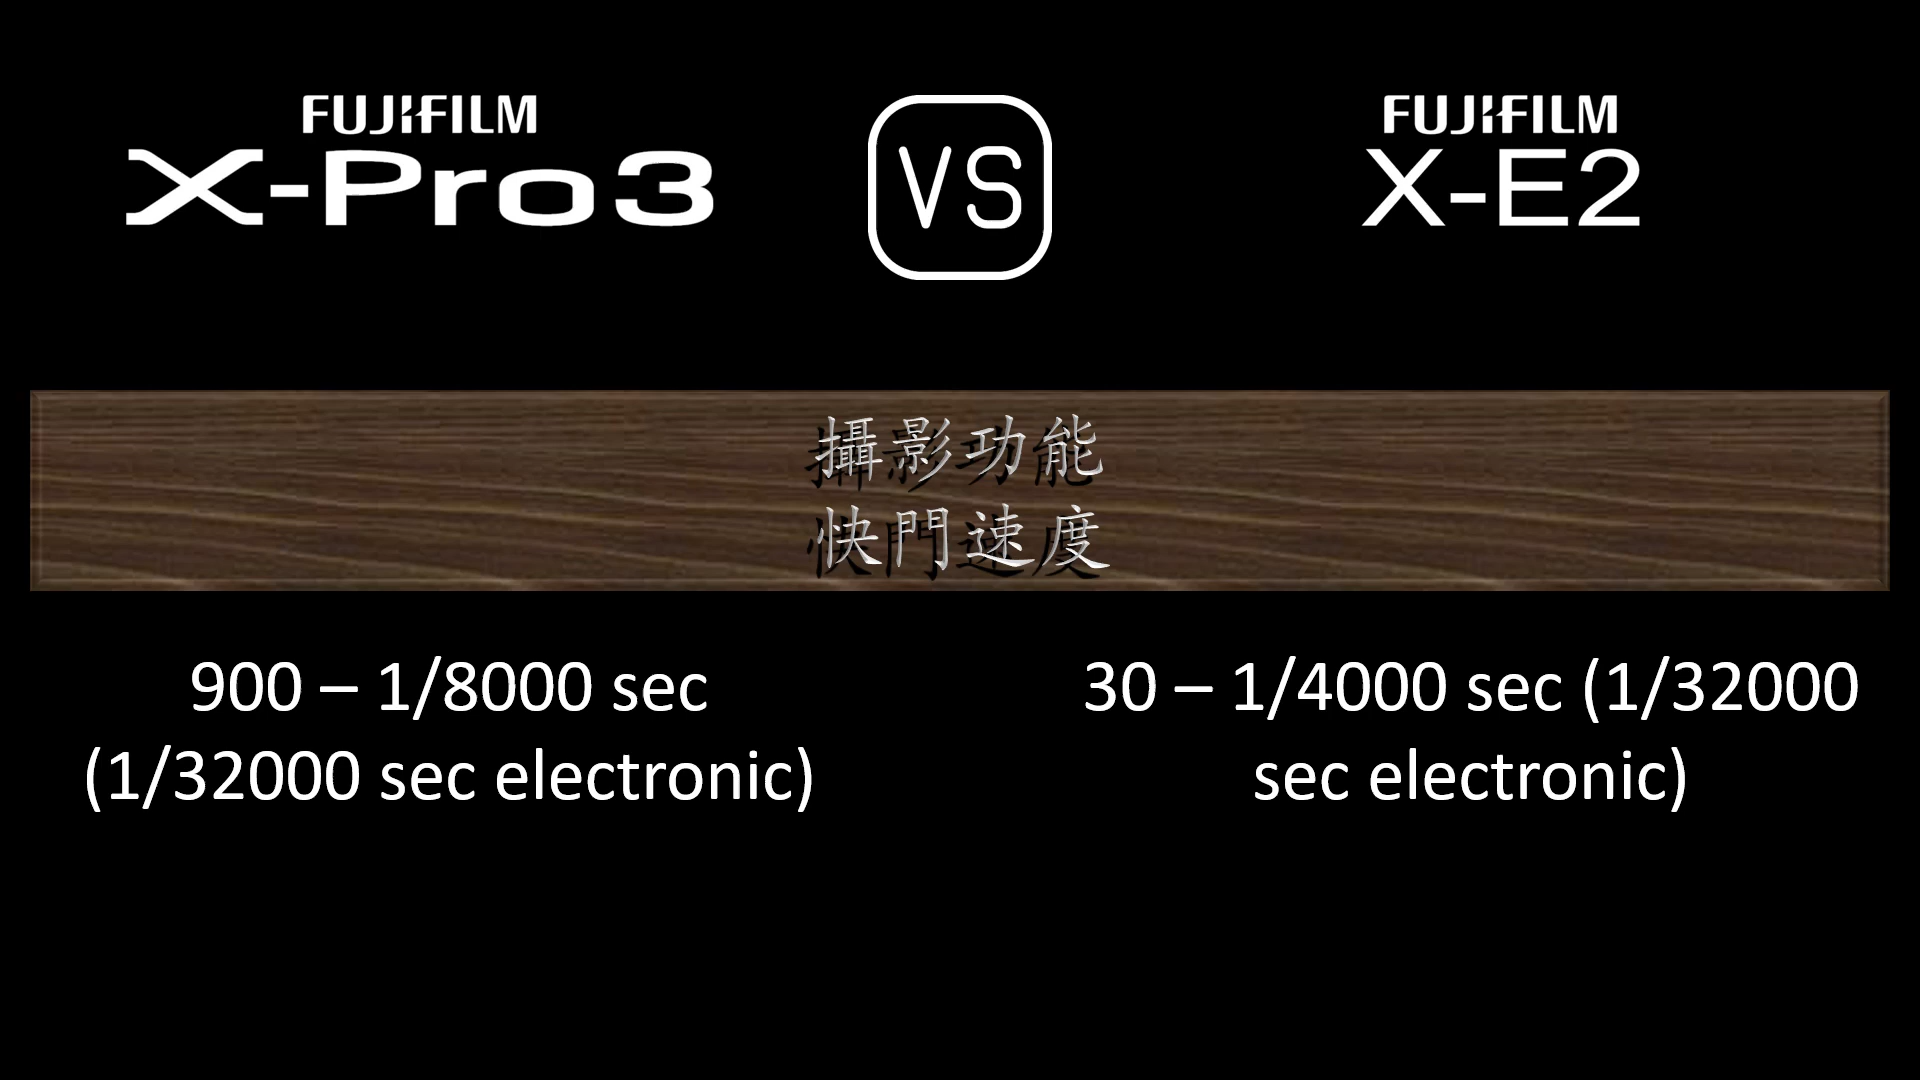 FUJIFILM
X-Pro3
VS
FUJIFILM
X-E2
攝影功能
快門速度
900 – 1/8000 sec
(1/32000 sec electronic)
30 – 1/4000 sec (1/32000
sec electronic)